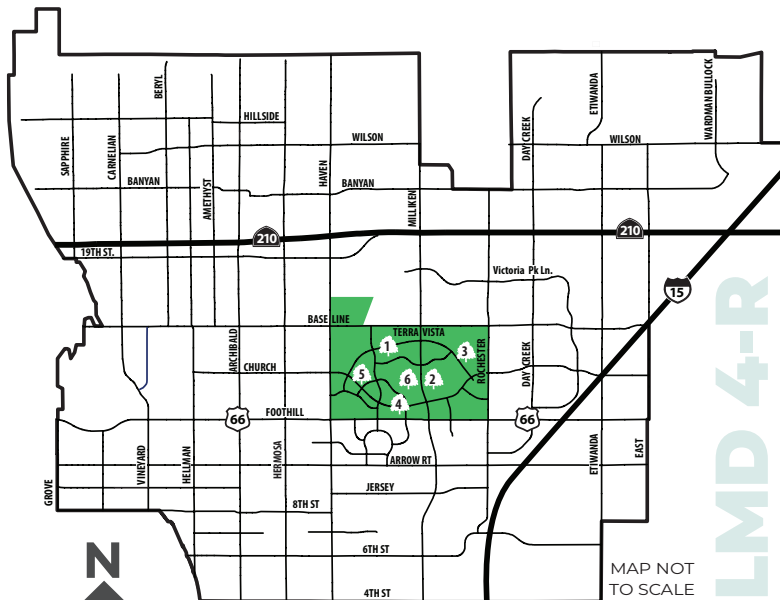 BERYL
HILLSIDE
SAPPHIRE
CARNELIAN
AMETHYST
HAVEN
WILSON
BANYAN
BANYAN
MILLIKEN
DAY CREEK
ETIWANDA
WARDMAN BULLOCK
WILSON
210
210
19TH ST.
Victoria Pk Ln.
15
BASE LINE
TERRA VISTA
ARCHIBALD
CHURCH
1
3
5
6
2
4
ROCHESTER
DAY CREEK
FOOTHILL
66
66
GROVE
VINEYARD
HELLMAN
HERMOSA
ARROW RT
JERSEY
8TH ST
6TH ST
4TH ST
ETIWANDA
EAST
N
MAP NOT
TO SCALE
LMD 4-R